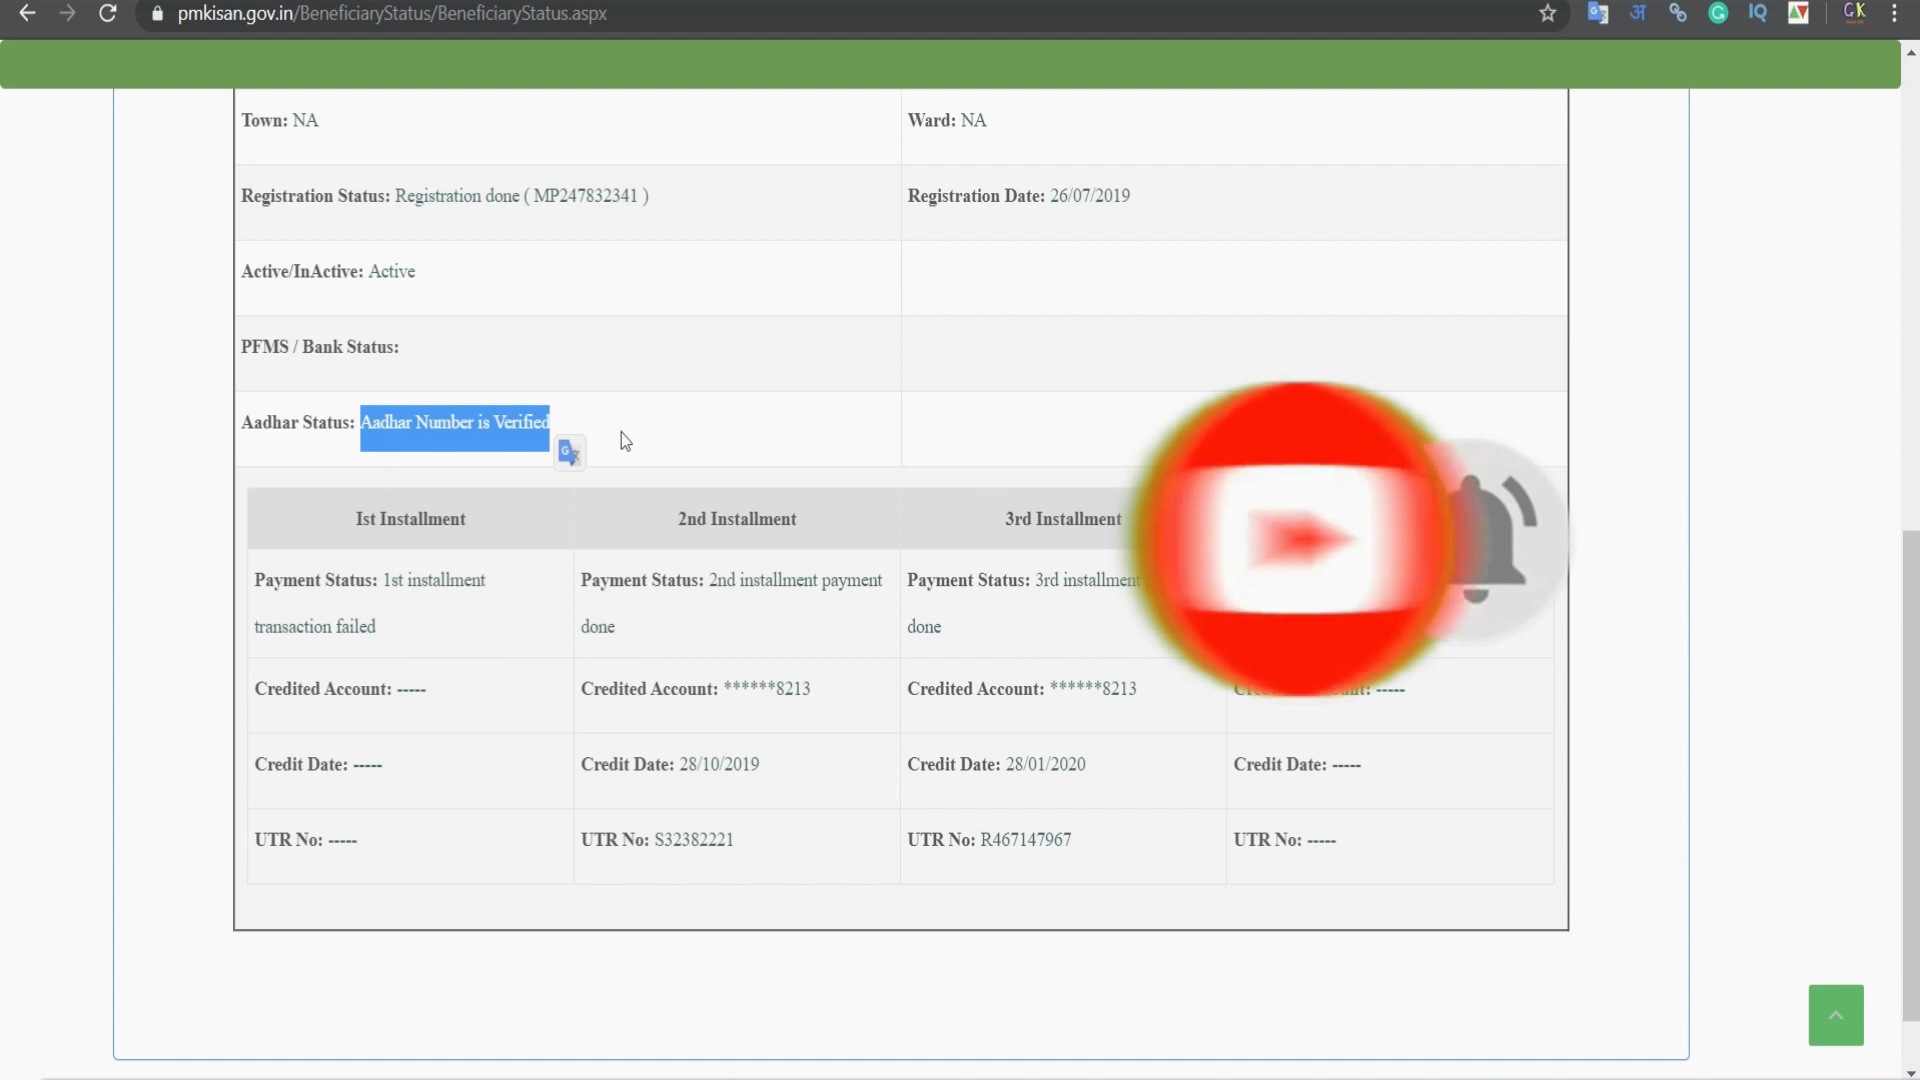 pmkisan.gov.in/BeneficiaryStatus/BeneficiaryStatus.aspx
Town: NA
Ward: NA
Registration Status: Registration done ( MP247832341 )
Registration Date: 26/07/2019
Active/InActive: Active
PFMS / Bank Status:
Aadhar Status: Aadhar Number is Verified
Ist Installment
2nd Installment
3rd Installment
Payment Status: 1st installment
transaction failed
Payment Status: 2nd installment payment
done
Payment Status: 3rd installment
done
Credited Account: -----
Credited Account: ******8213
Credited Account: ******8213
-----
Credit Date: -----
Credit Date: 28/10/2019
Credit Date: 28/01/2020
Credit Date: -----
UTR No: -----
UTR No: S32382221
UTR No: R467147967
UTR No: -----